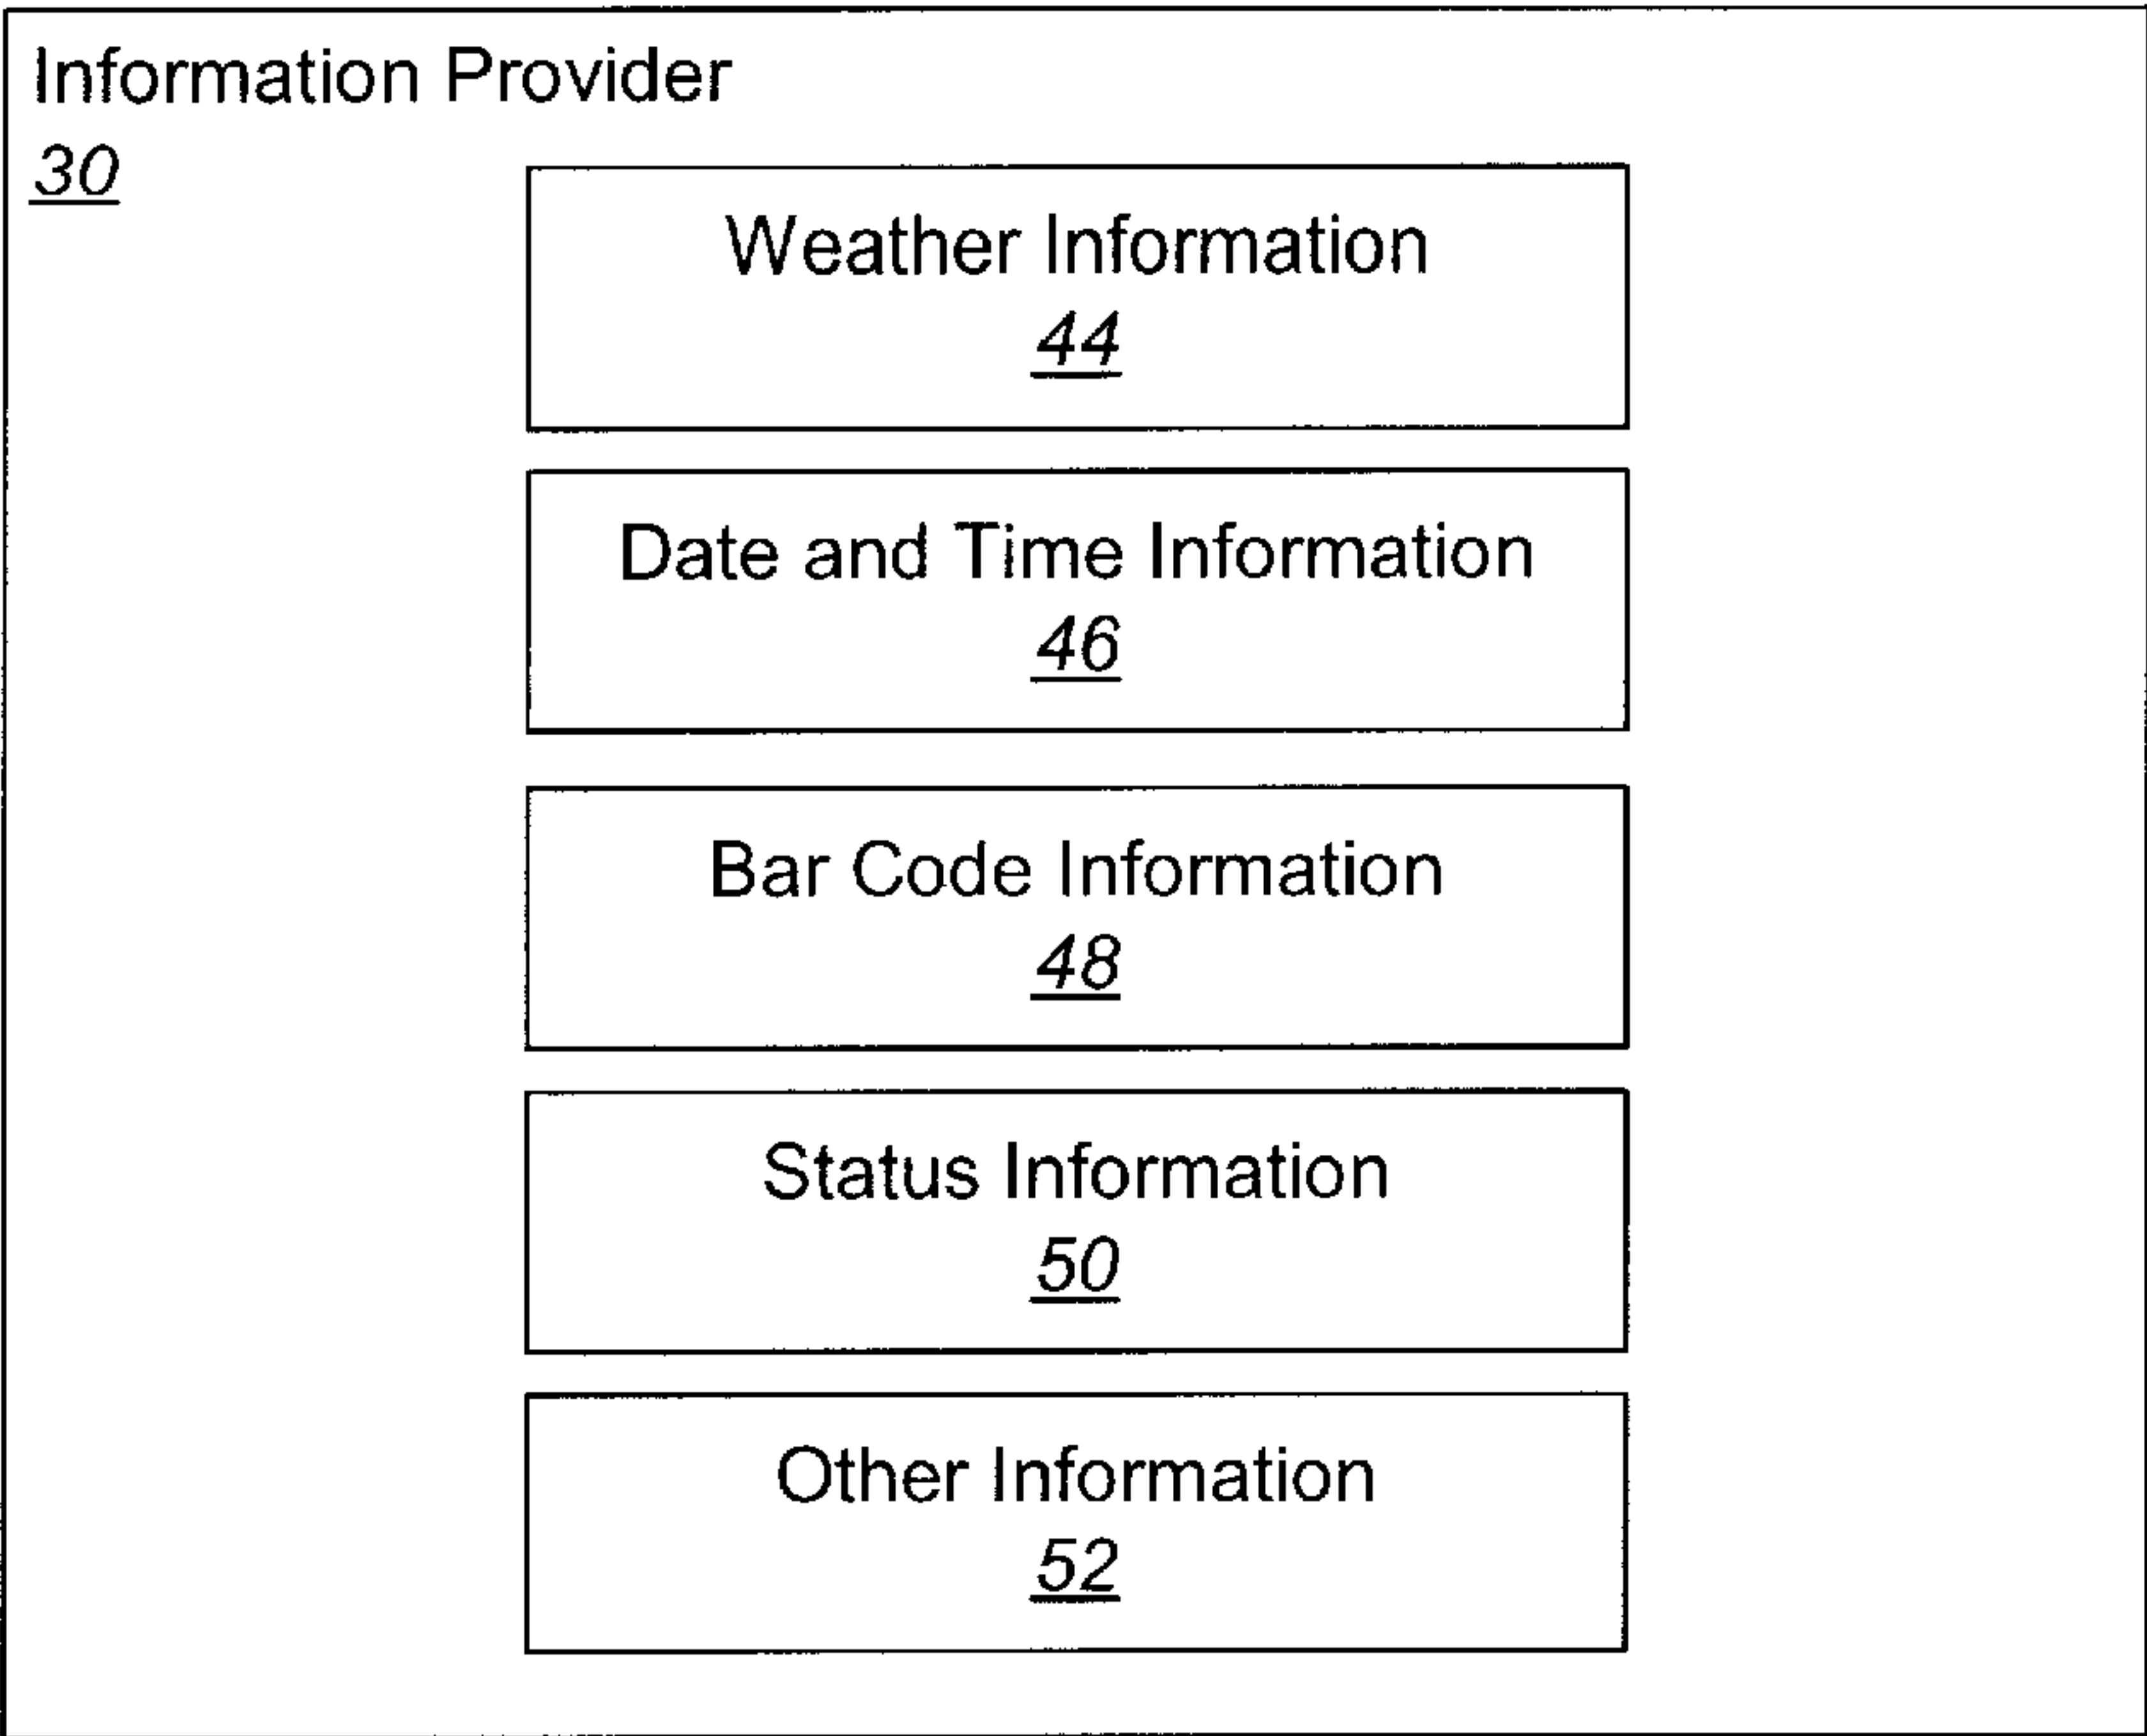 Information Provider
30
Weather Information
44
Date and Time Information
46
Bar Code Information
48
Status Information
50
Other Information
52